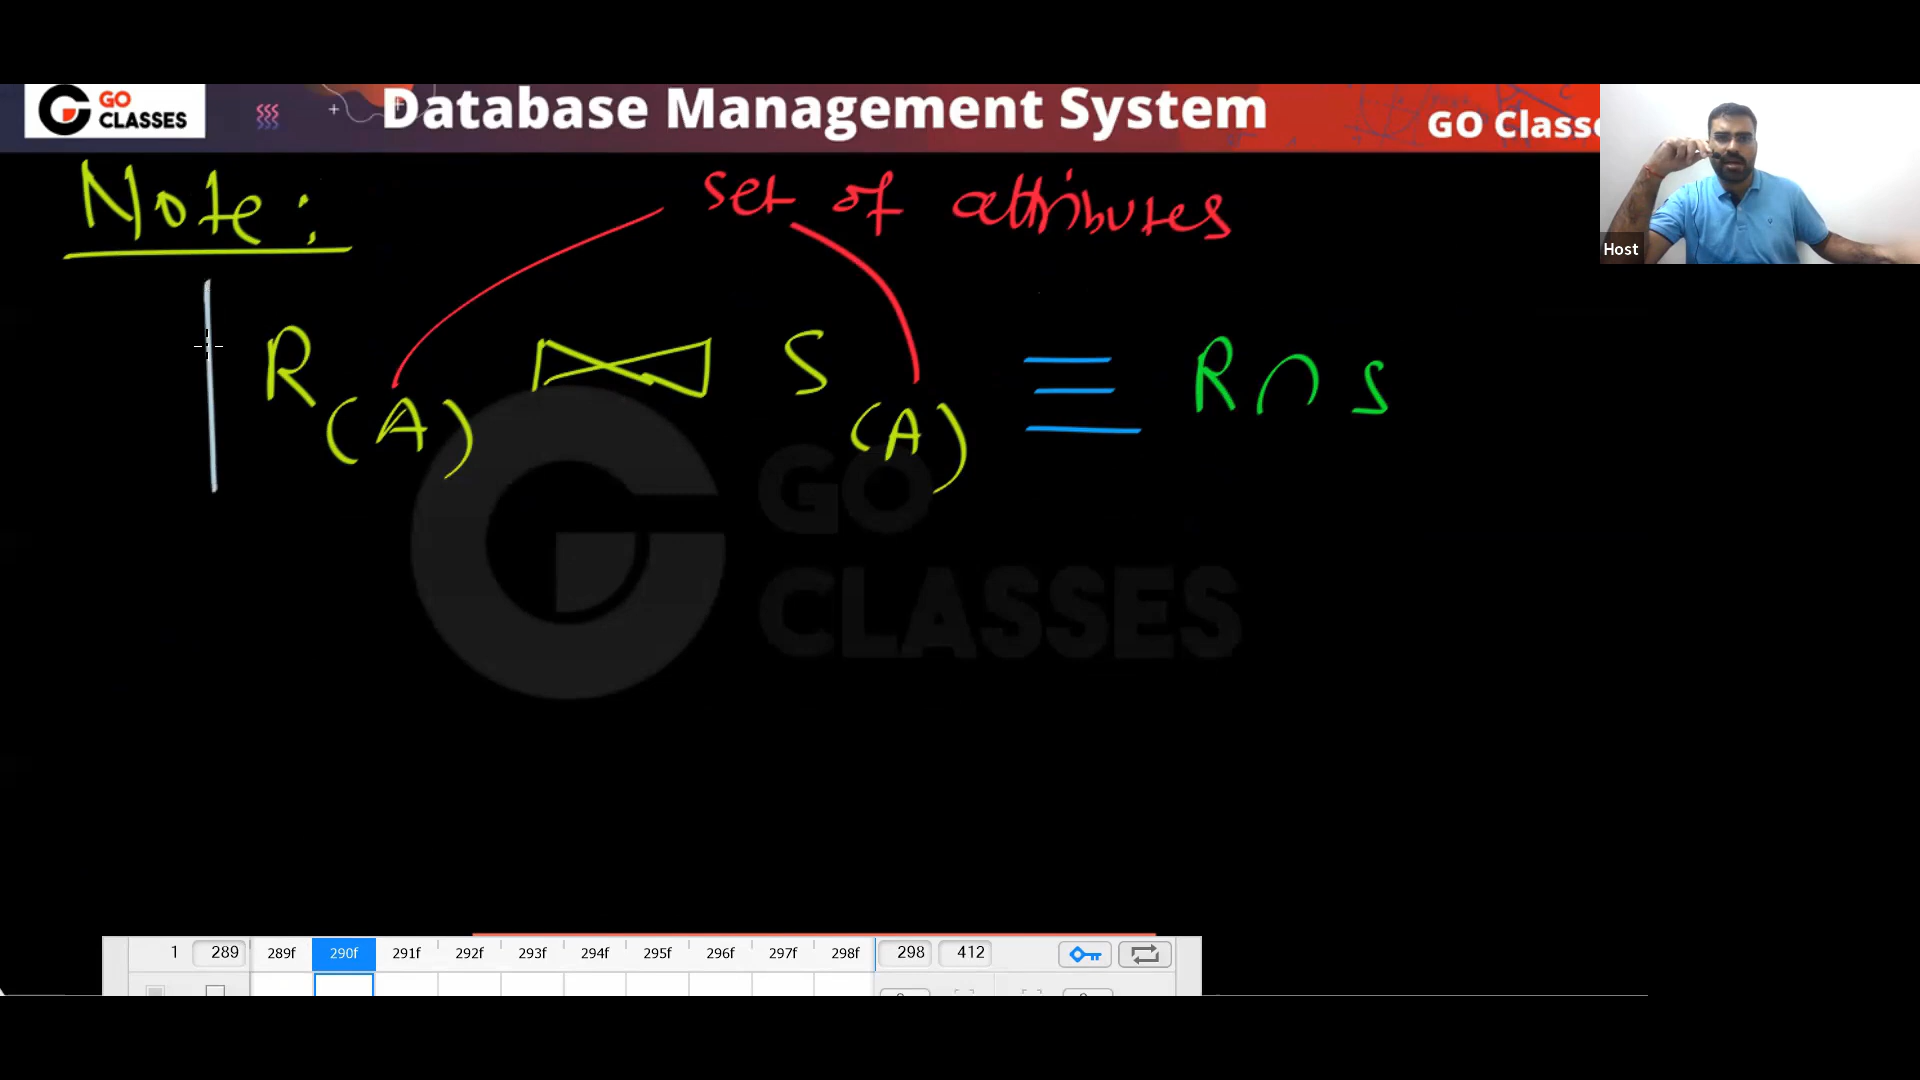 GO
CLASSES
Database Management System
GO Classe
Host
Note:
set of attributes
R(A) ⋈ S(A) ≡ R ∩ S
GO
CLASSES
1 289 289f 290f 291f 292f 293f 294f 295f 296f 297f 298f 298 412